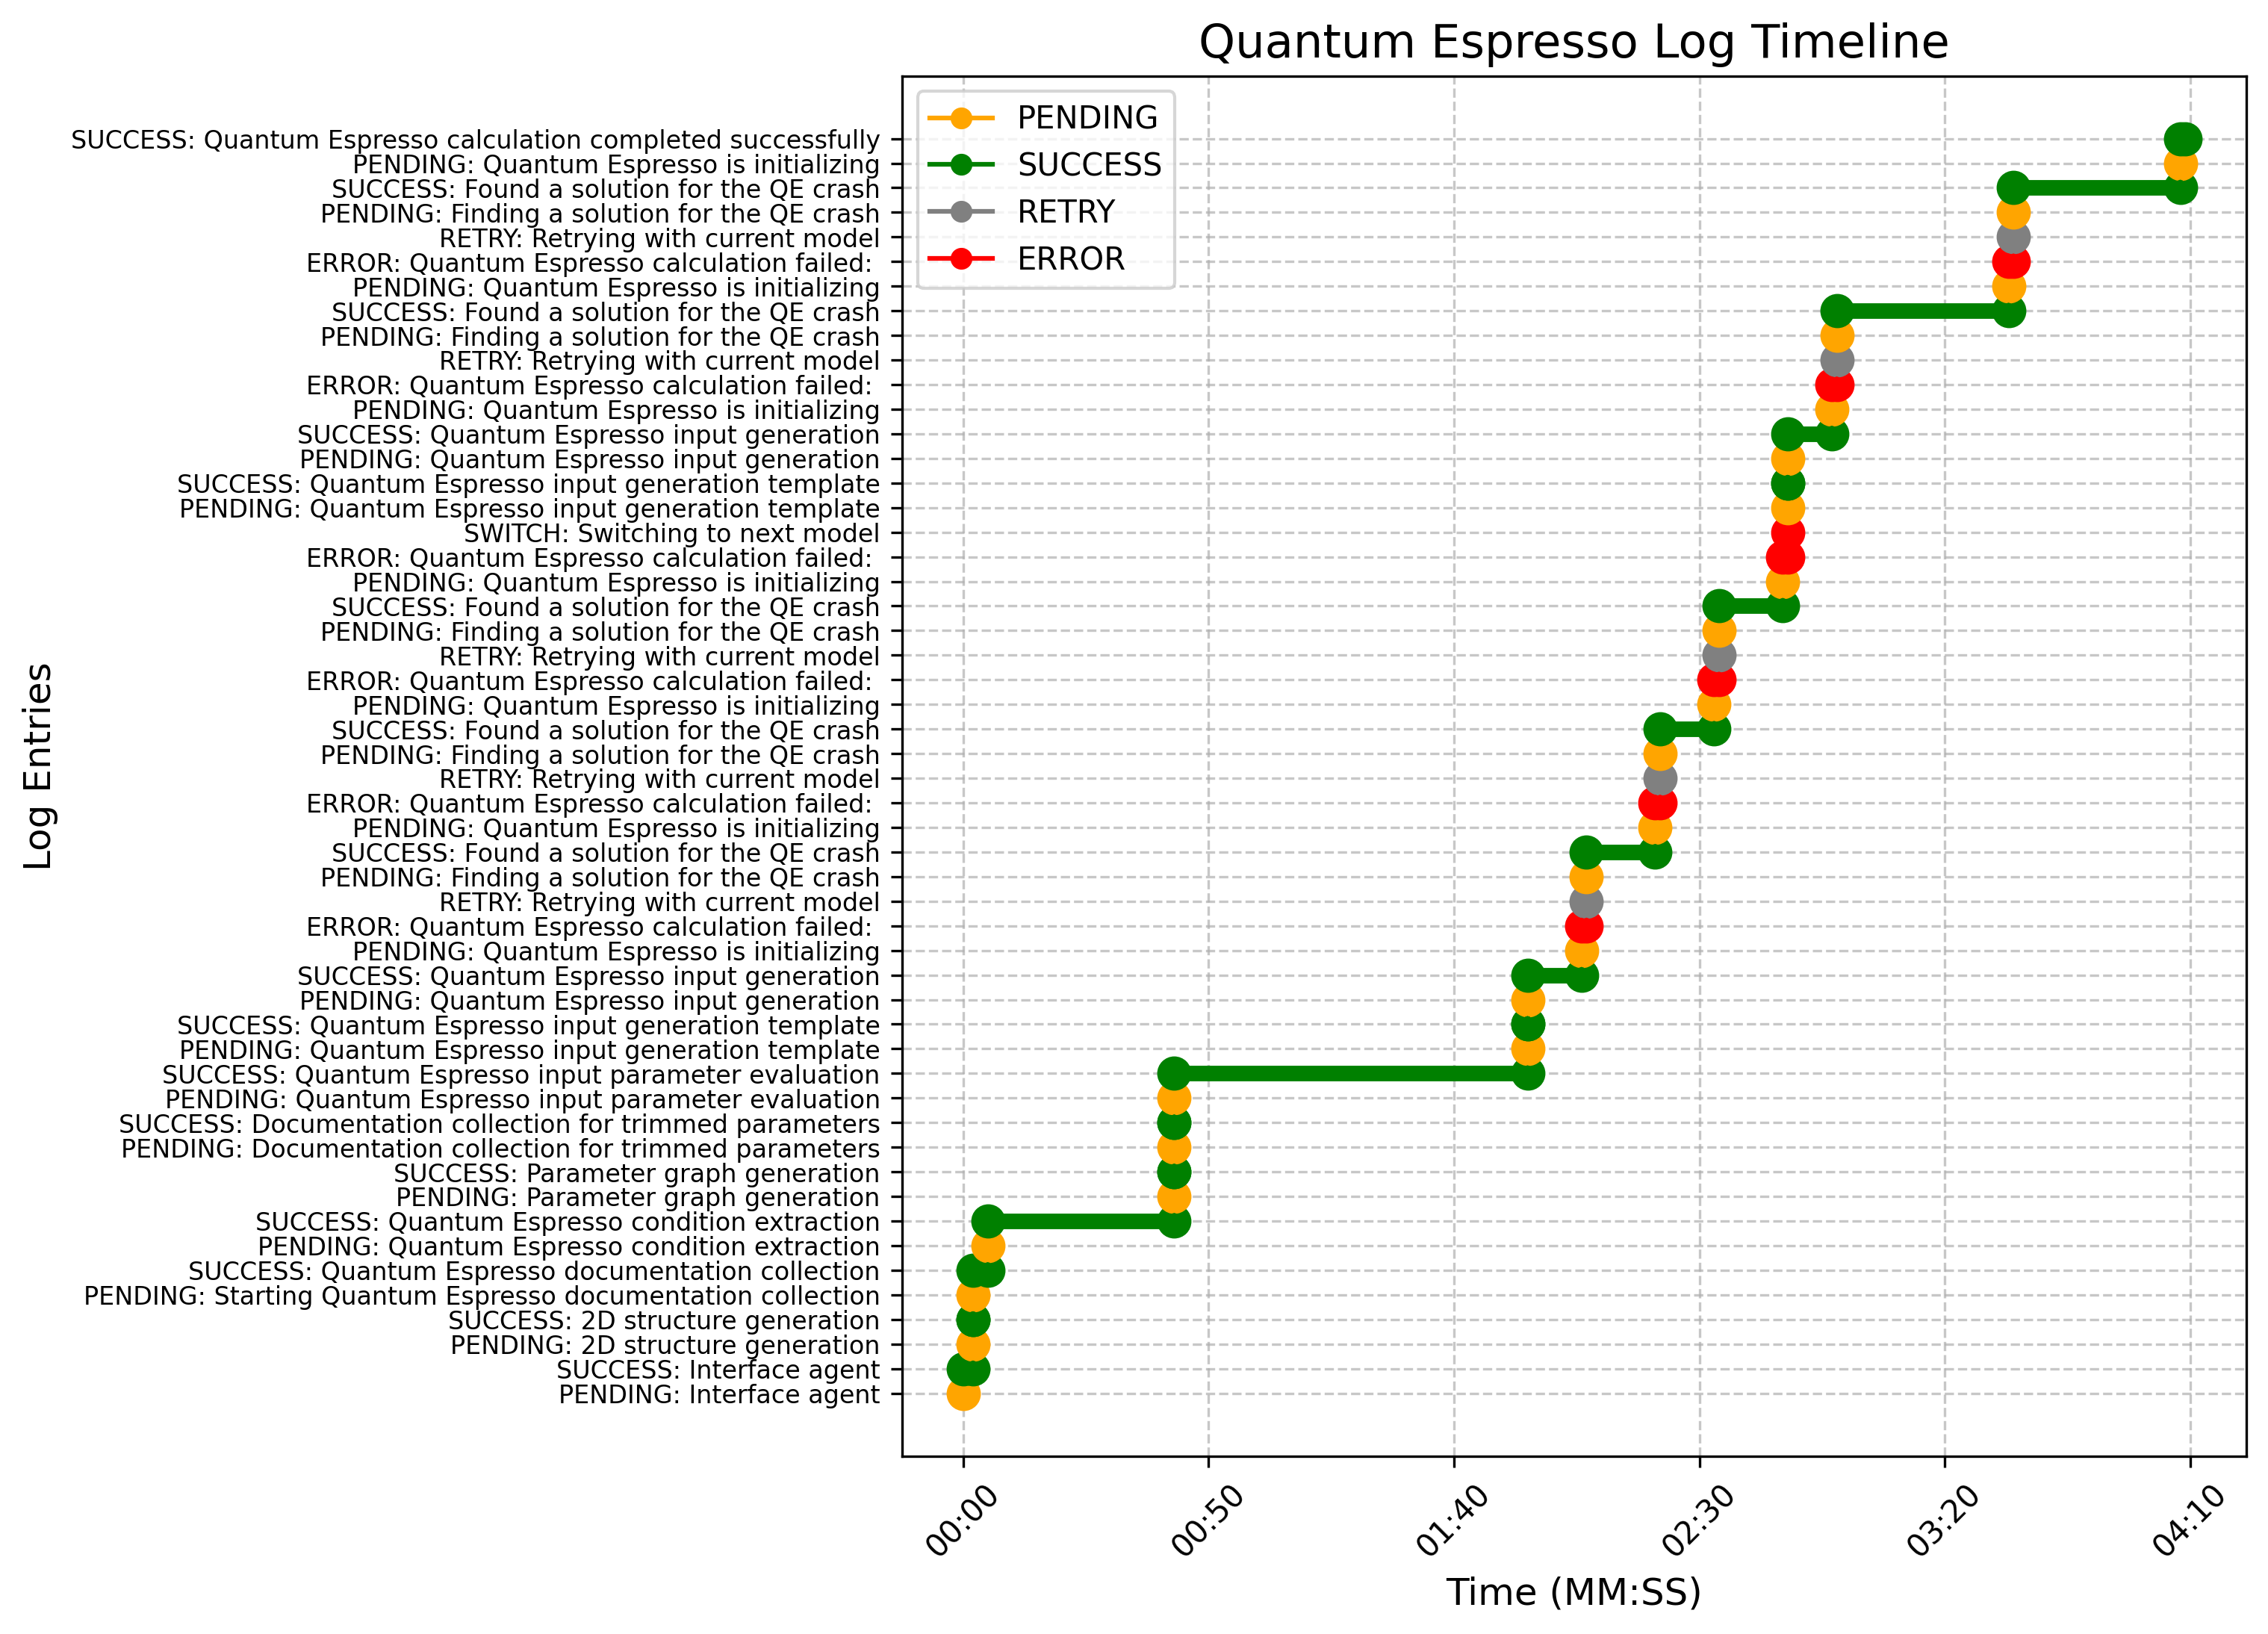 Quantum Espresso Log Timeline
PENDING
SUCCESS
RETRY
ERROR
Log Entries
SUCCESS: Quantum Espresso calculation completed successfully
PENDING: Quantum Espresso is initializing
SUCCESS: Found a solution for the QE crash
PENDING: Finding a solution for the QE crash
RETRY: Retrying with current model
ERROR: Quantum Espresso calculation failed:
PENDING: Quantum Espresso is initializing
SUCCESS: Found a solution for the QE crash
PENDING: Finding a solution for the QE crash
RETRY: Retrying with current model
ERROR: Quantum Espresso calculation failed:
PENDING: Quantum Espresso is initializing
SUCCESS: Quantum Espresso input generation
PENDING: Quantum Espresso input generation
SUCCESS: Quantum Espresso input generation template
PENDING: Quantum Espresso input generation template
SWITCH: Switching to next model
ERROR: Quantum Espresso calculation failed:
PENDING: Quantum Espresso is initializing
SUCCESS: Found a solution for the QE crash
PENDING: Finding a solution for the QE crash
RETRY: Retrying with current model
ERROR: Quantum Espresso calculation failed:
PENDING: Quantum Espresso is initializing
SUCCESS: Found a solution for the QE crash
PENDING: Finding a solution for the QE crash
RETRY: Retrying with current model
ERROR: Quantum Espresso calculation failed:
PENDING: Quantum Espresso is initializing
SUCCESS: Found a solution for the QE crash
PENDING: Finding a solution for the QE crash
RETRY: Retrying with current model
ERROR: Quantum Espresso calculation failed:
PENDING: Quantum Espresso is initializing
SUCCESS: Quantum Espresso input generation
PENDING: Quantum Espresso input generation
SUCCESS: Quantum Espresso input generation template
PENDING: Quantum Espresso input generation template
SUCCESS: Quantum Espresso input parameter evaluation
PENDING: Quantum Espresso input parameter evaluation
SUCCESS: Documentation collection for trimmed parameters
PENDING: Documentation collection for trimmed parameters
SUCCESS: Parameter graph generation
PENDING: Parameter graph generation
SUCCESS: Quantum Espresso condition extraction
PENDING: Quantum Espresso condition extraction
SUCCESS: Quantum Espresso documentation collection
PENDING: Starting Quantum Espresso documentation collection
SUCCESS: 2D structure generation
PENDING: 2D structure generation
SUCCESS: Interface agent
PENDING: Interface agent
00:00
00:50
01:40
02:30
03:20
04:10
Time (MM:SS)